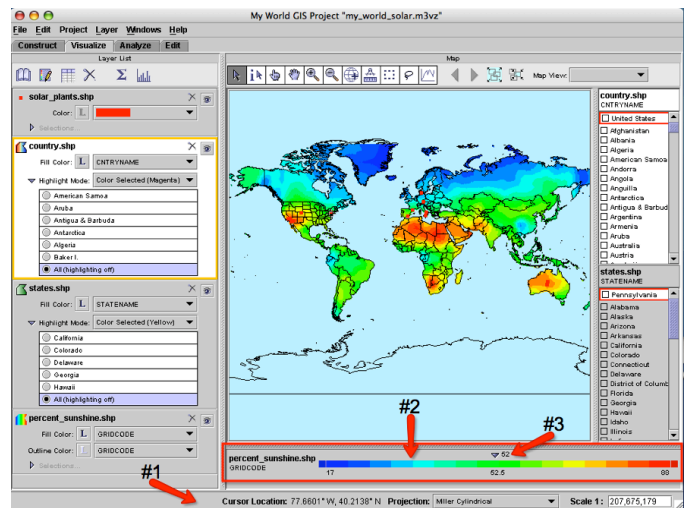 My World GIS Project "my_world_solar.m3vz"
File Edit Project Layer Windows Help
Construct Visualize Analyze Edit
Layer List
Map
Map View:
solar_plants.shp
Color: L
Selections...
country.shp
Fill Color: L CNTRYNAME
Highlight Mode: Color Selected (Magenta)
American Samoa
Aruba
Antigua & Barbuda
Antarctica
Algeria
Baker I.
All (highlighting off)
states.shp
Fill Color: L STATENAME
Highlight Mode: Color Selected (Yellow)
California
Colorado
Delaware
Georgia
Hawaii
All (highlighting off)
percent_sunshine.shp
Fill Color: L GRIDCODE
Outline Color: L GRIDCODE
Selections...
country.shp
CNTRYNAME
United States
Afghanistan
Albania
Algeria
American Samoa
Andorra
Angola
Anguilla
Antarctica
Antigua & Barbud
Argentina
Armenia
Aruba
Australia
Austria
states.shp
STATENAME
Pennsylvania
Alabama
Alaska
Arizona
Arkansas
California
Colorado
Connecticut
Delaware
District of Columb
Florida
Georgia
Hawaii
Idaho
Illinois
#2
#3
percent_sunshine.shp
GRIDCODE
52
17 52.5 88
#1
Cursor Location: 77.6601° W, 40.2138° N Projection: Miller Cylindrical Scale 1: 207,675,179